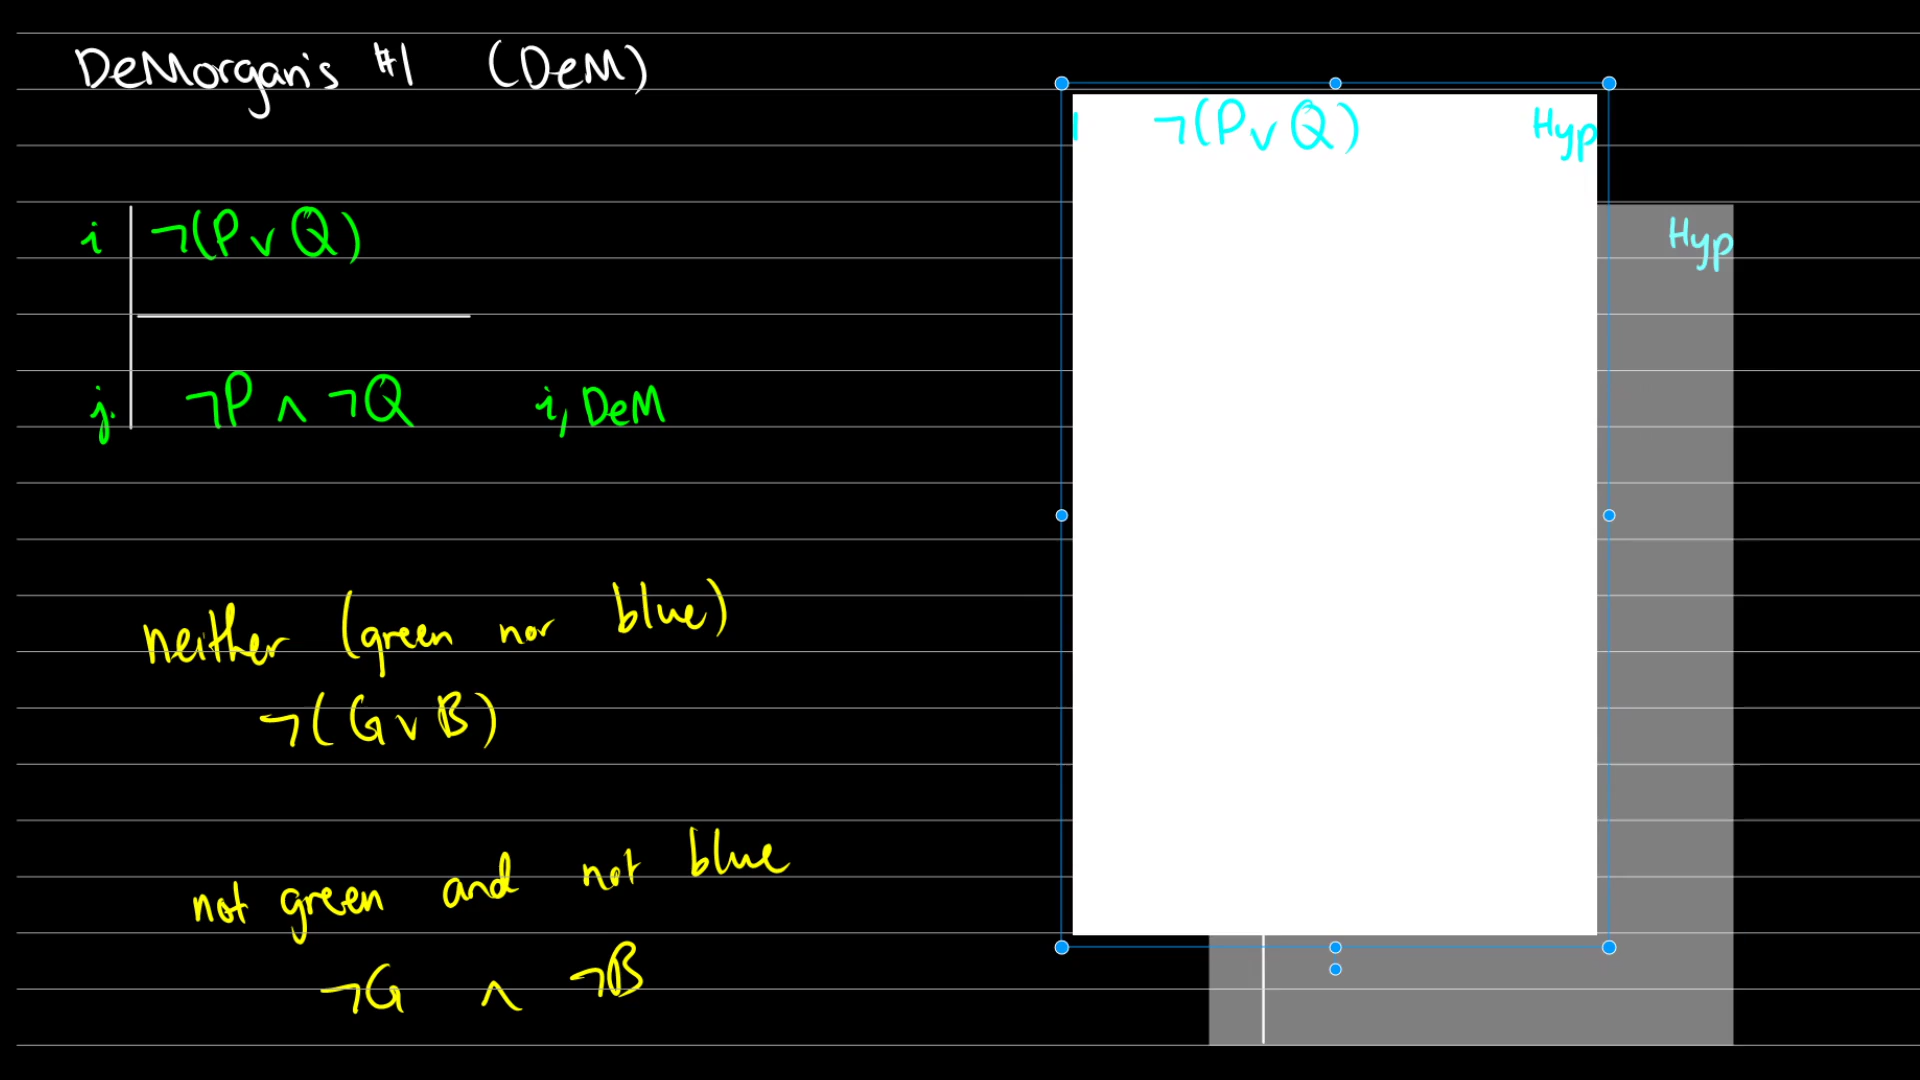 DeMorgan's #1 (DeM)
i ¬(P∨Q)
j. ¬P ∧ ¬Q i, DeM
neither (green nor blue)
¬(G∨B)
not green and not blue
¬G ∧ ¬B
1 ¬(P∨Q) Hyp
Hyp